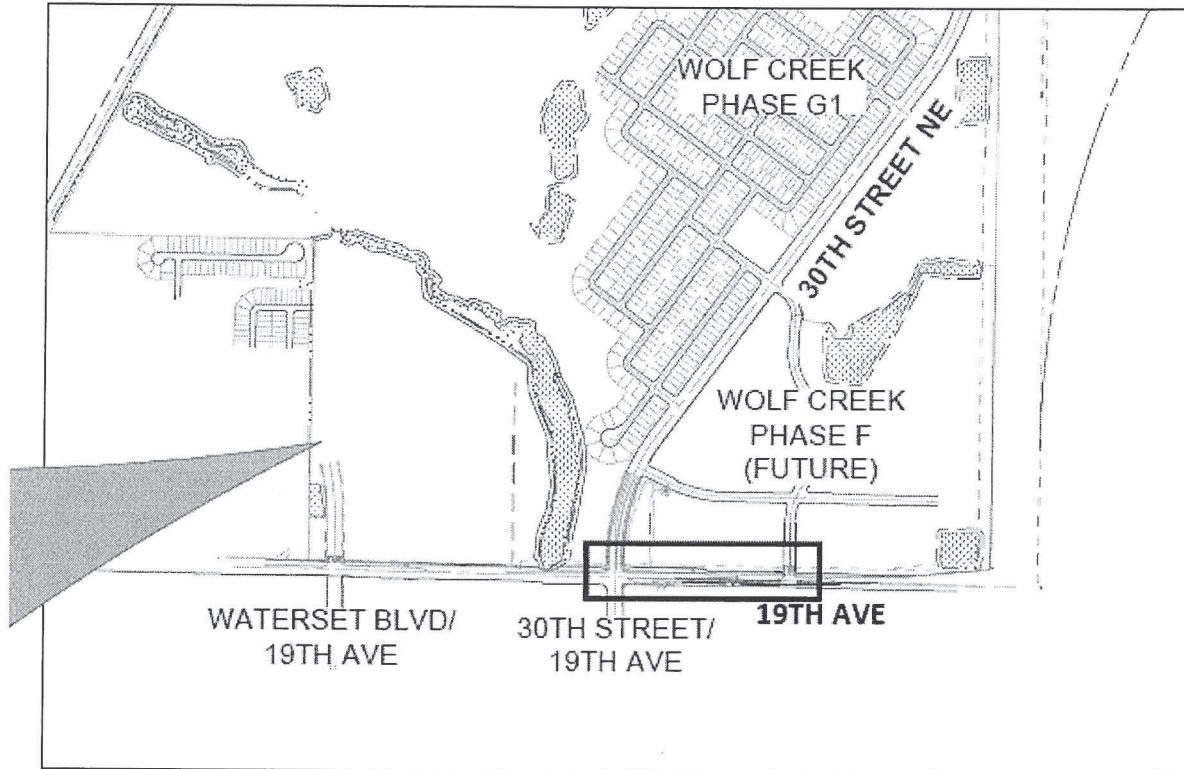 WOLF CREEK
PHASE G1
30TH STREET NE
WOLF CREEK
PHASE F
(FUTURE)
WATERSET BLVD/
19TH AVE
30TH STREET/
19TH AVE
19TH AVE